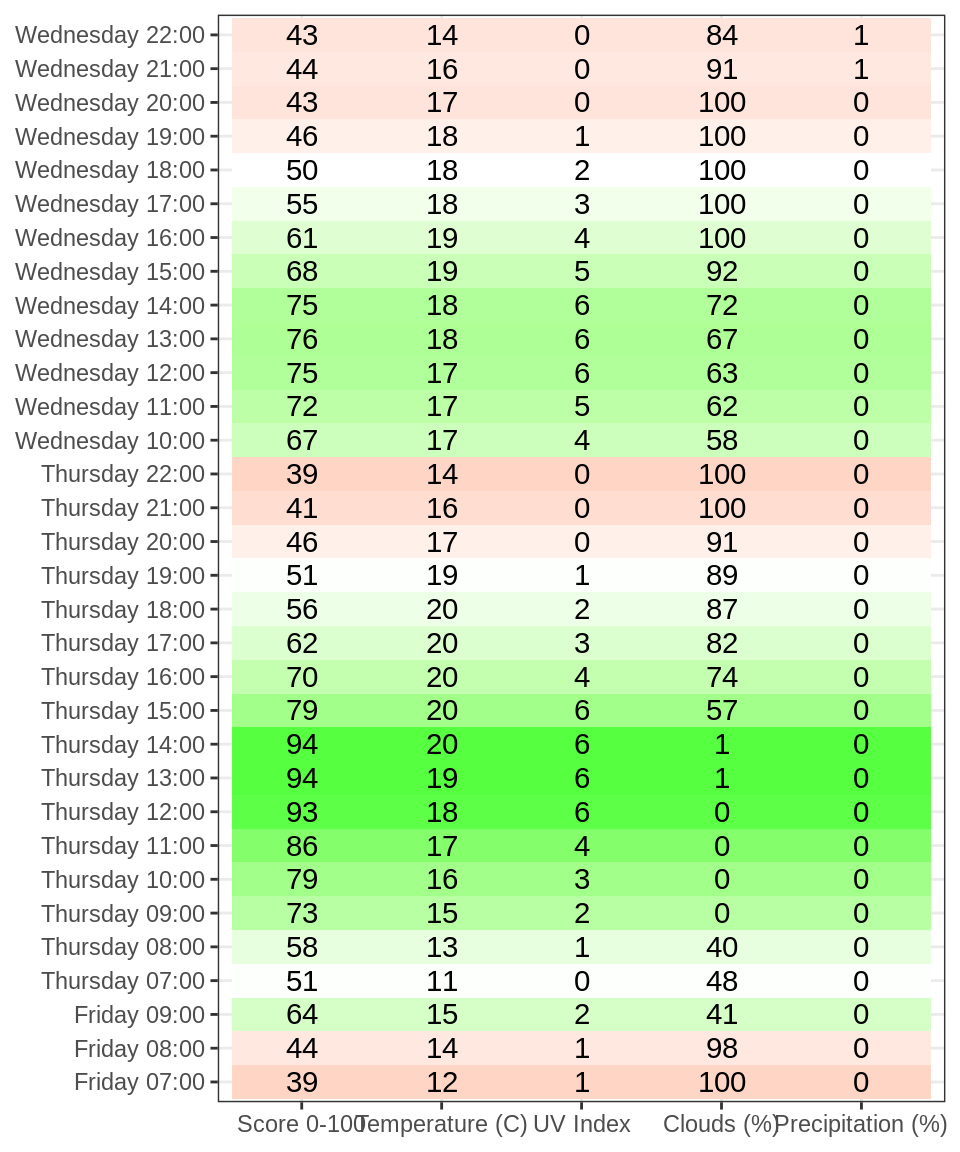 Wednesday 22:00 43 14 0 84 1
Wednesday 21:00 44 16 0 91 1
Wednesday 20:00 43 17 0 100 0
Wednesday 19:00 46 18 1 100 0
Wednesday 18:00 50 18 2 100 0
Wednesday 17:00 55 18 3 100 0
Wednesday 16:00 61 19 4 100 0
Wednesday 15:00 68 19 5 92 0
Wednesday 14:00 75 18 6 72 0
Wednesday 13:00 76 18 6 67 0
Wednesday 12:00 75 17 6 63 0
Wednesday 11:00 72 17 5 62 0
Wednesday 10:00 67 17 4 58 0
Thursday 22:00 39 14 0 100 0
Thursday 21:00 41 16 0 100 0
Thursday 20:00 46 17 0 91 0
Thursday 19:00 51 19 1 89 0
Thursday 18:00 56 20 2 87 0
Thursday 17:00 62 20 3 82 0
Thursday 16:00 70 20 4 74 0
Thursday 15:00 79 20 6 57 0
Thursday 14:00 94 20 6 1 0
Thursday 13:00 94 19 6 1 0
Thursday 12:00 93 18 6 0 0
Thursday 11:00 86 17 4 0 0
Thursday 10:00 79 16 3 0 0
Thursday 09:00 73 15 2 0 0
Thursday 08:00 58 13 1 40 0
Thursday 07:00 51 11 0 48 0
Friday 09:00 64 15 2 41 0
Friday 08:00 44 14 1 98 0
Friday 07:00 39 12 1 100 0
Score 0-100 Temperature (C) UV Index Clouds (%) Precipitation (%)